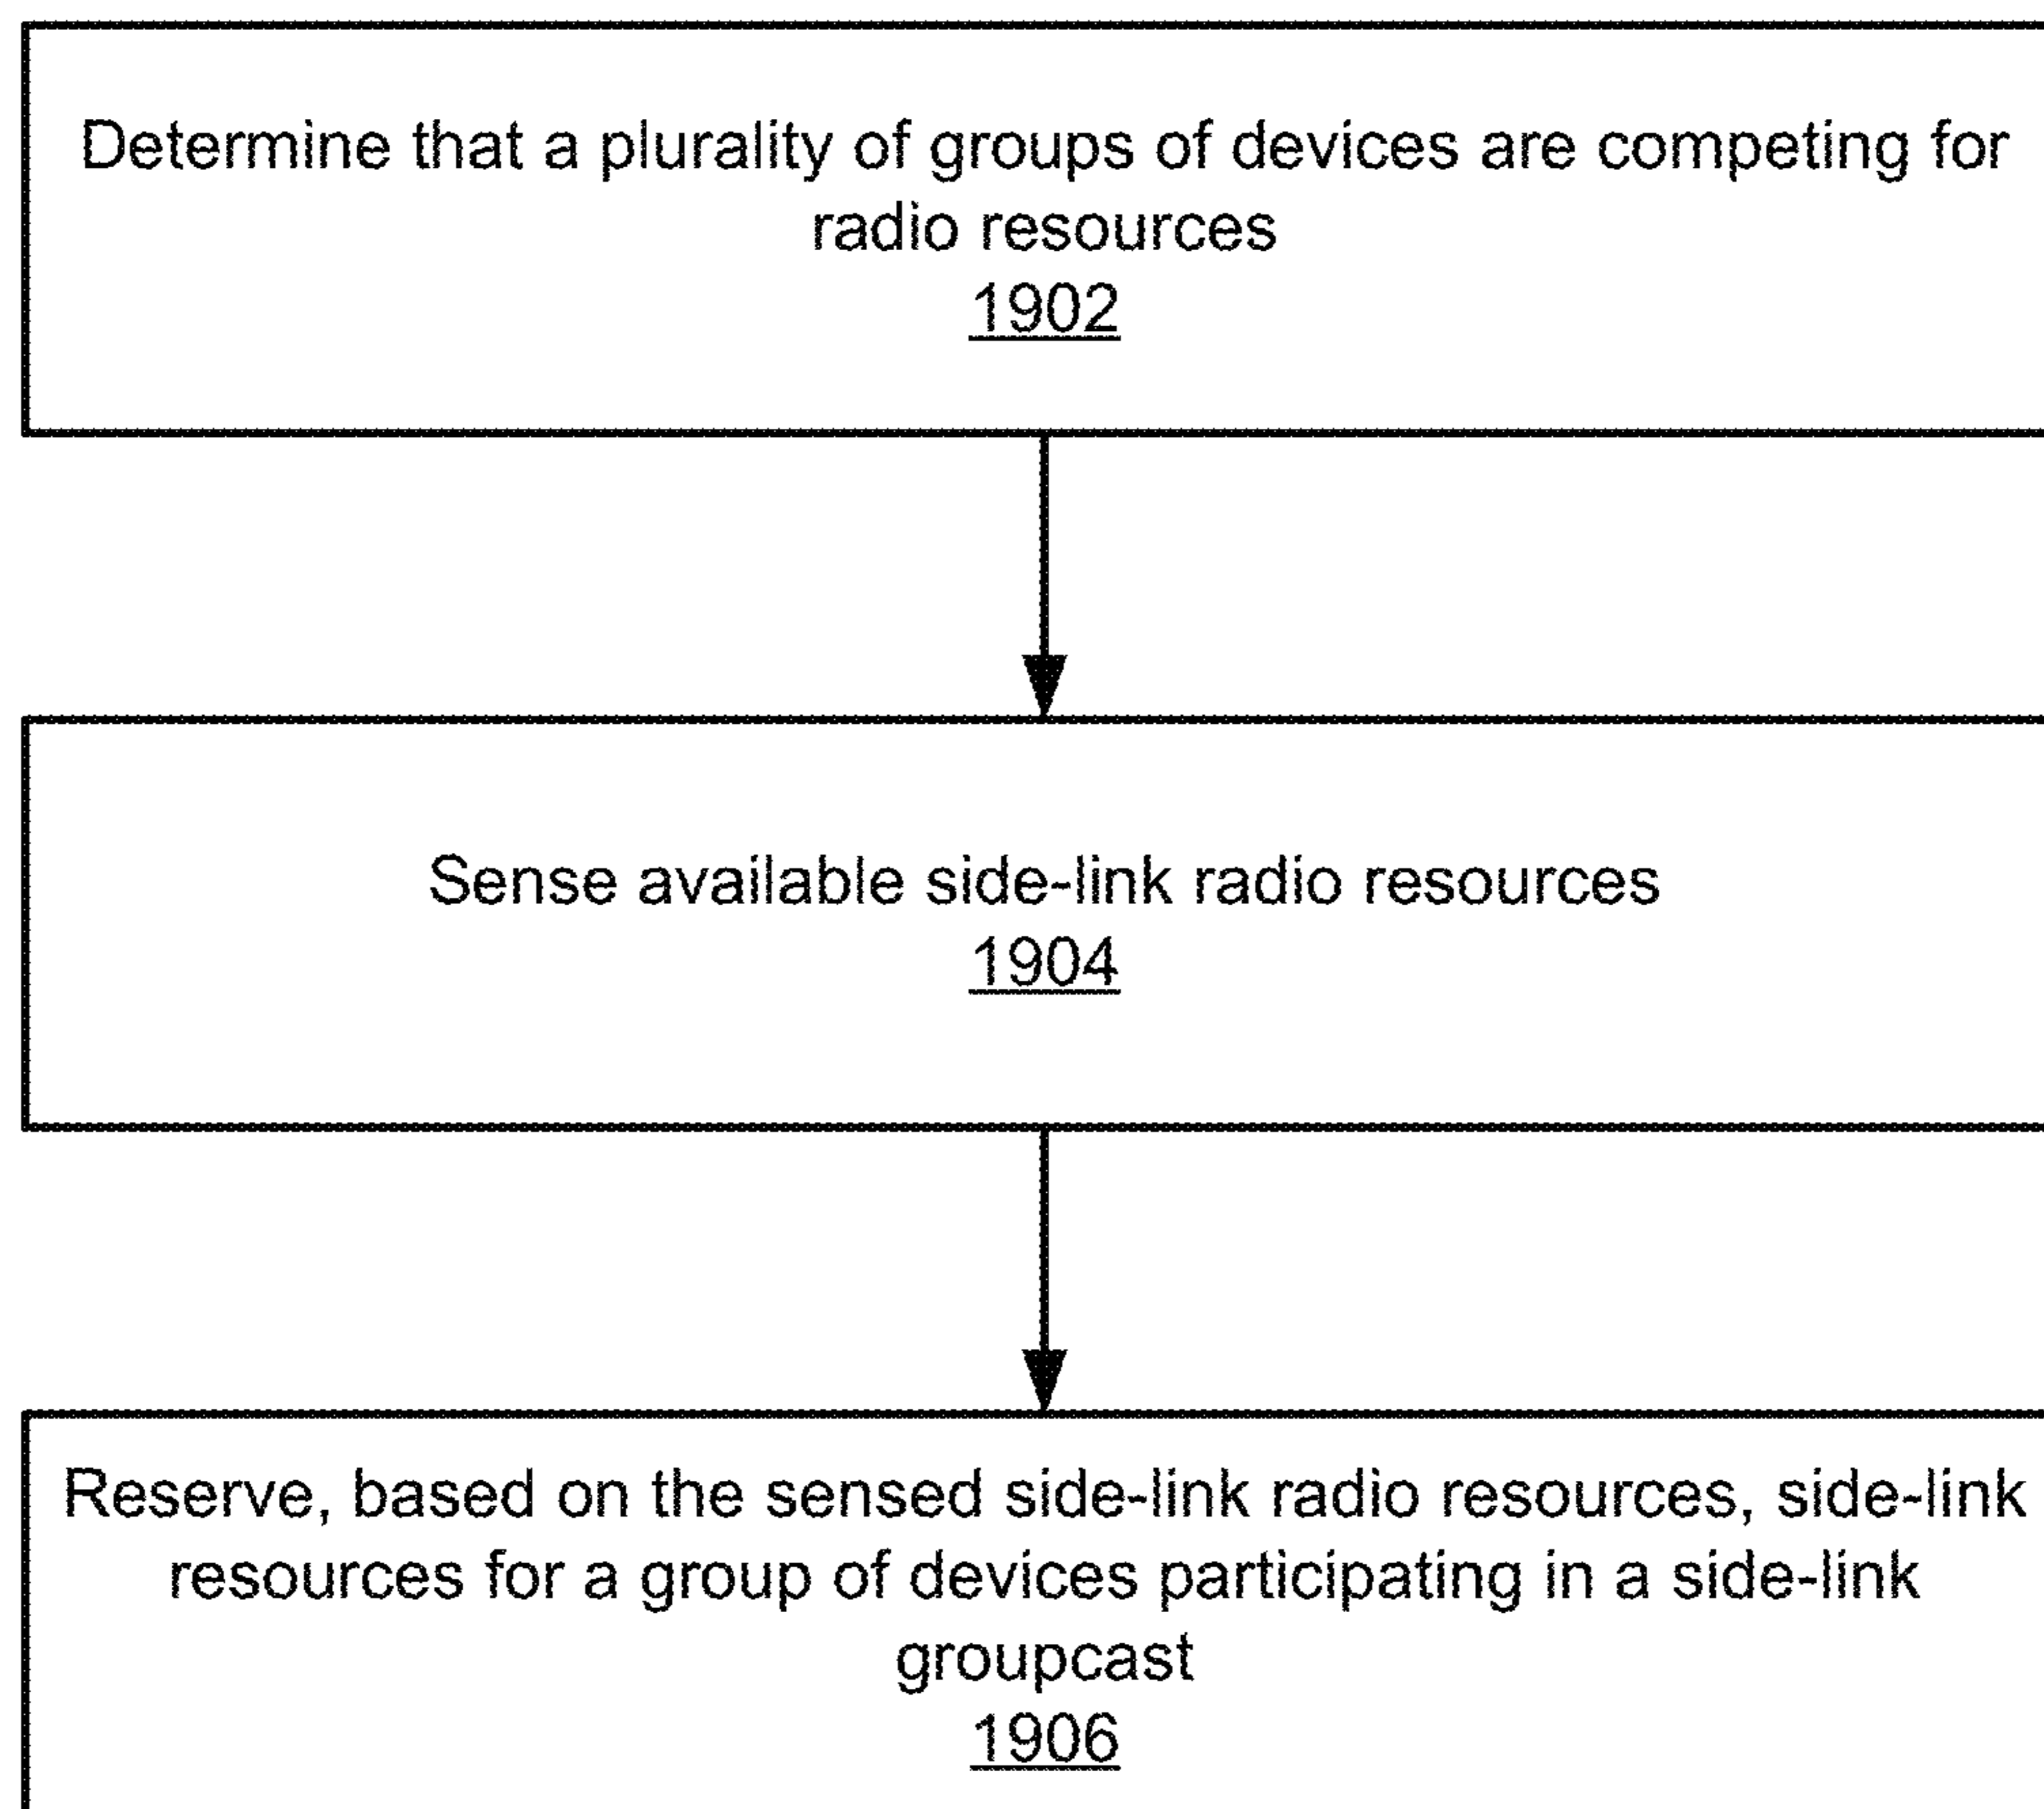 Determine that a plurality of groups of devices are competing for
radio resources
1902
Sense available side-link radio resources
1904
Reserve, based on the sensed side-link radio resources, side-link
resources for a group of devices participating in a side-link
groupcast
1906